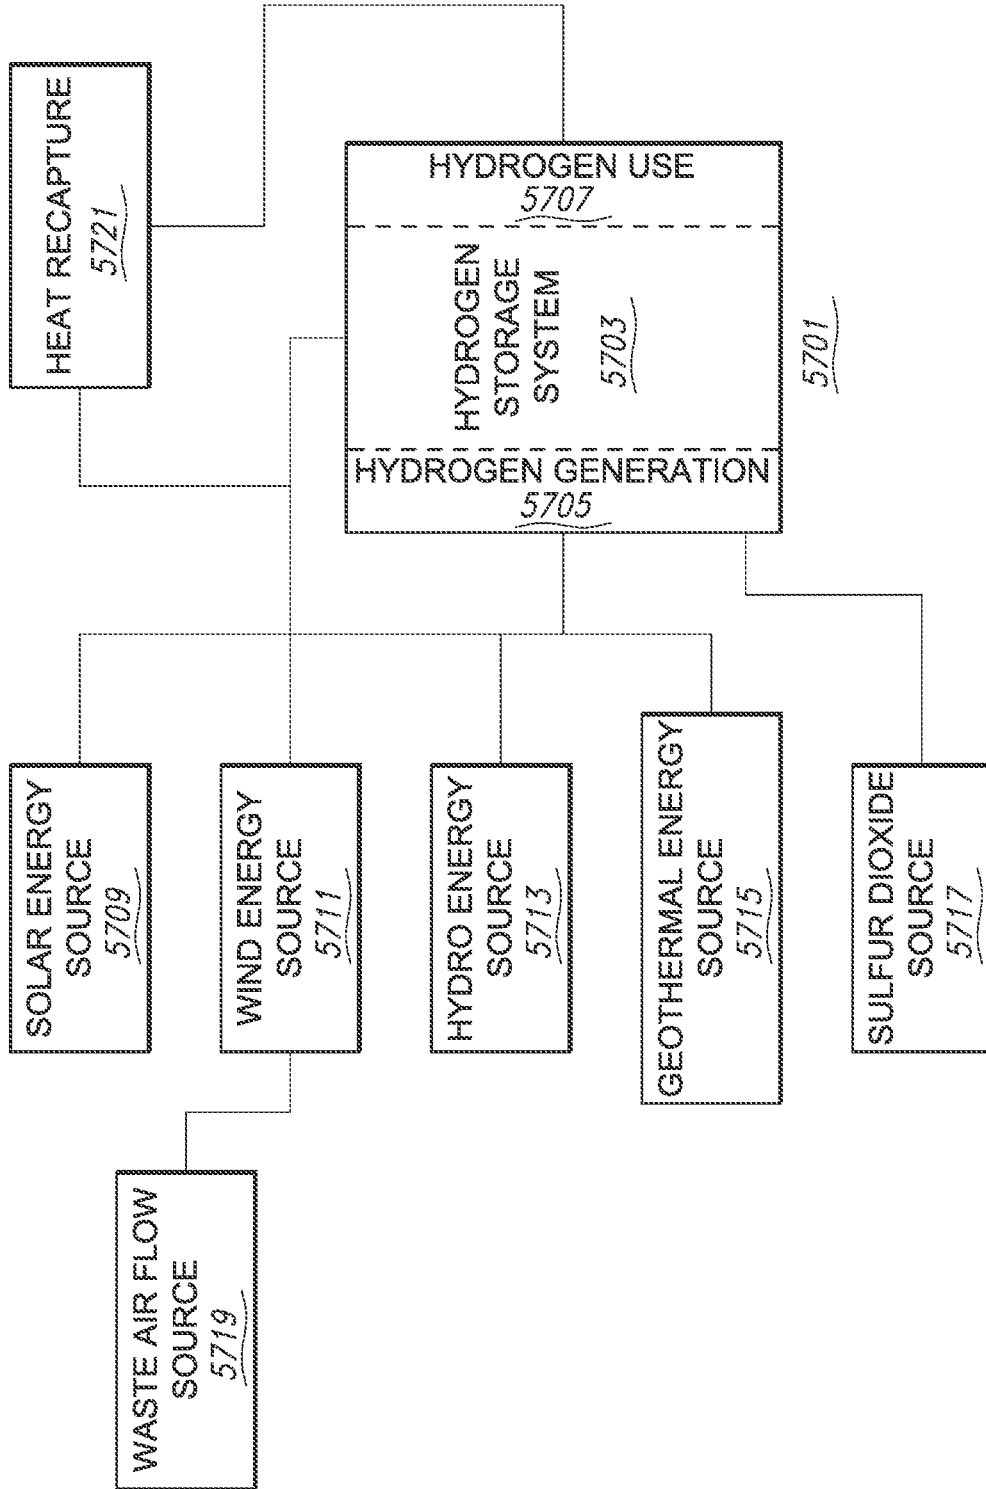 WASTE AIR FLOW
SOURCE
5719
SOLAR ENERGY
SOURCE
5709
WIND ENERGY
SOURCE
5711
HYDRO ENERGY
SOURCE
5713
GEOTHERMAL ENERGY
SOURCE
5715
SULFUR DIOXIDE
SOURCE
5717
HEAT RECAPTURE
5721
HYDROGEN GENERATION
5705
HYDROGEN
STORAGE
SYSTEM
5703
HYDROGEN USE
5707
5701